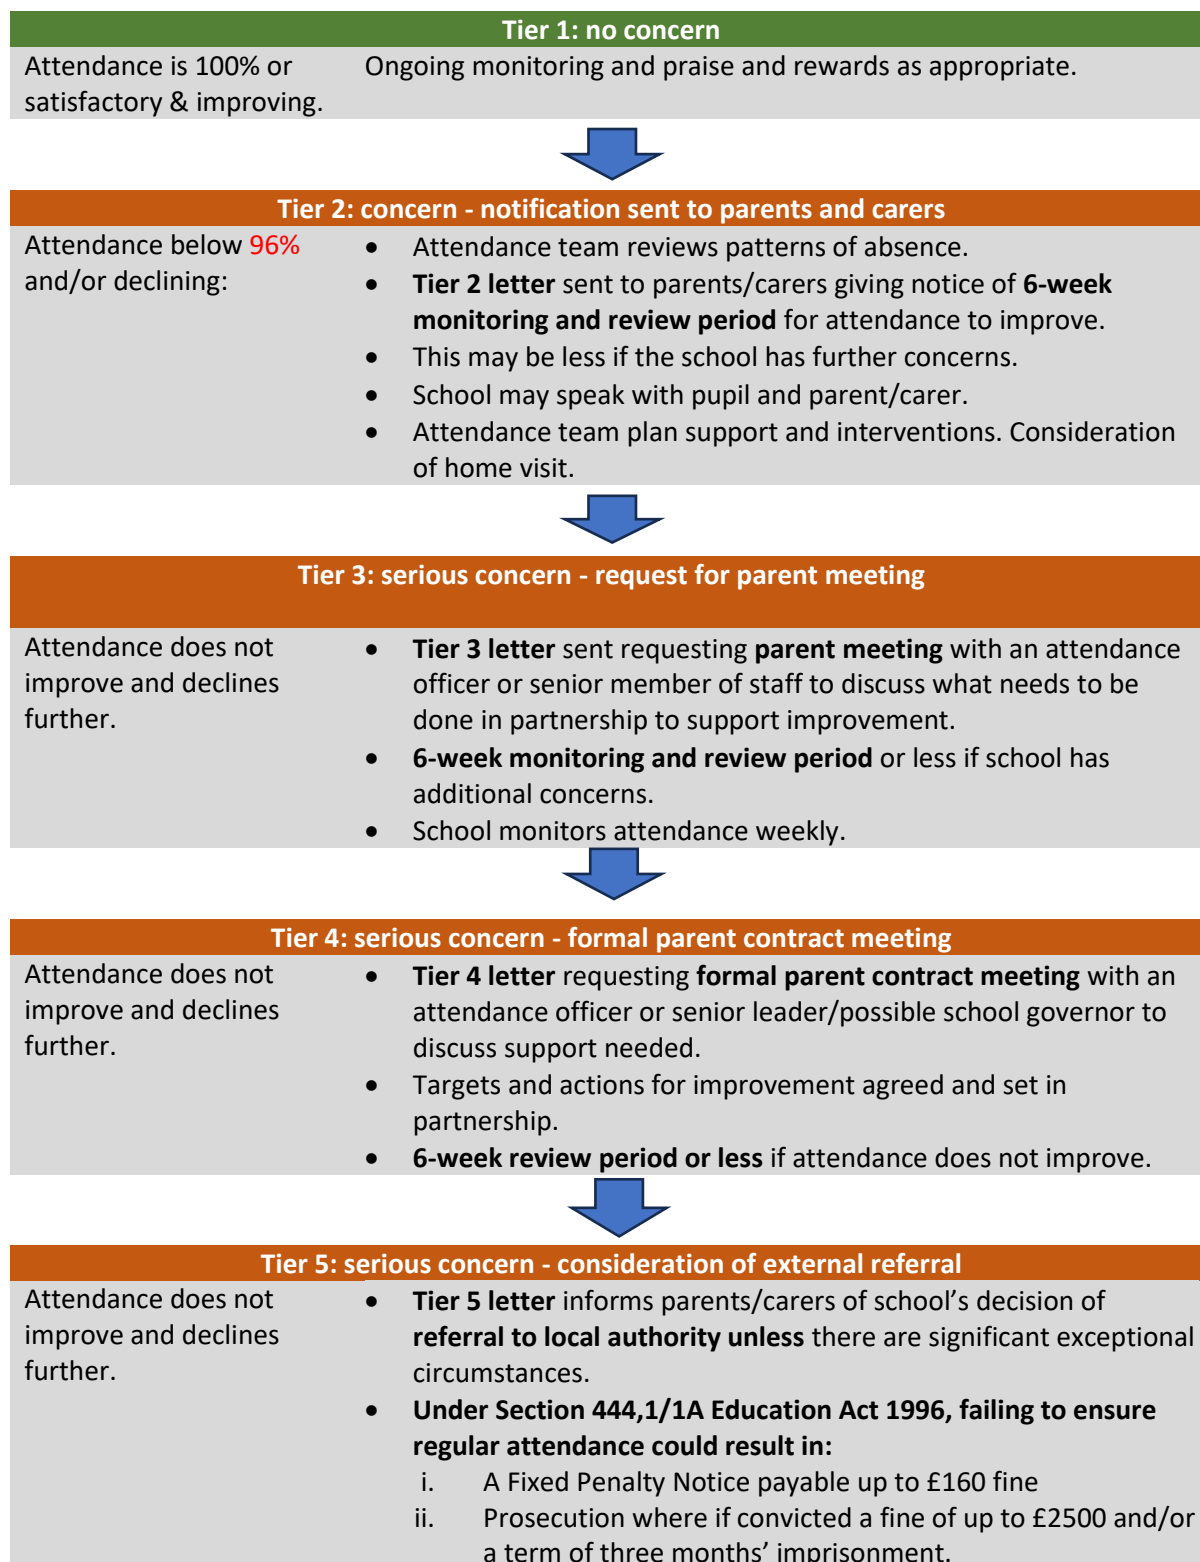 Tier 1: no concern
Attendance is 100% or
satisfactory & improving.
Ongoing monitoring and praise and rewards as appropriate.
Tier 2: concern - notification sent to parents and carers
Attendance below 96%
and/or declining:
• Attendance team reviews patterns of absence.
• Tier 2 letter sent to parents/carers giving notice of 6-week
monitoring and review period for attendance to improve.
• This may be less if the school has further concerns.
• School may speak with pupil and parent/carer.
• Attendance team plan support and interventions. Consideration
of home visit.
Tier 3: serious concern - request for parent meeting
Attendance does not
improve and declines
further.
• Tier 3 letter sent requesting parent meeting with an attendance
officer or senior member of staff to discuss what needs to be
done in partnership to support improvement.
• 6-week monitoring and review period or less if school has
additional concerns.
• School monitors attendance weekly.
Tier 4: serious concern - formal parent contract meeting
Attendance does not
improve and declines
further.
• Tier 4 letter requesting formal parent contract meeting with an
attendance officer or senior leader/possible school governor to
discuss support needed.
• Targets and actions for improvement agreed and set in
partnership.
• 6-week review period or less if attendance does not improve.
Tier 5: serious concern - consideration of external referral
Attendance does not
improve and declines
further.
• Tier 5 letter informs parents/carers of school's decision of
referral to local authority unless there are significant exceptional
circumstances.
• Under Section 444,1/1A Education Act 1996, failing to ensure
regular attendance could result in:
i. A Fixed Penalty Notice payable up to £160 fine
ii. Prosecution where if convicted a fine of up to £2500 and/or
a term of three months' imprisonment.